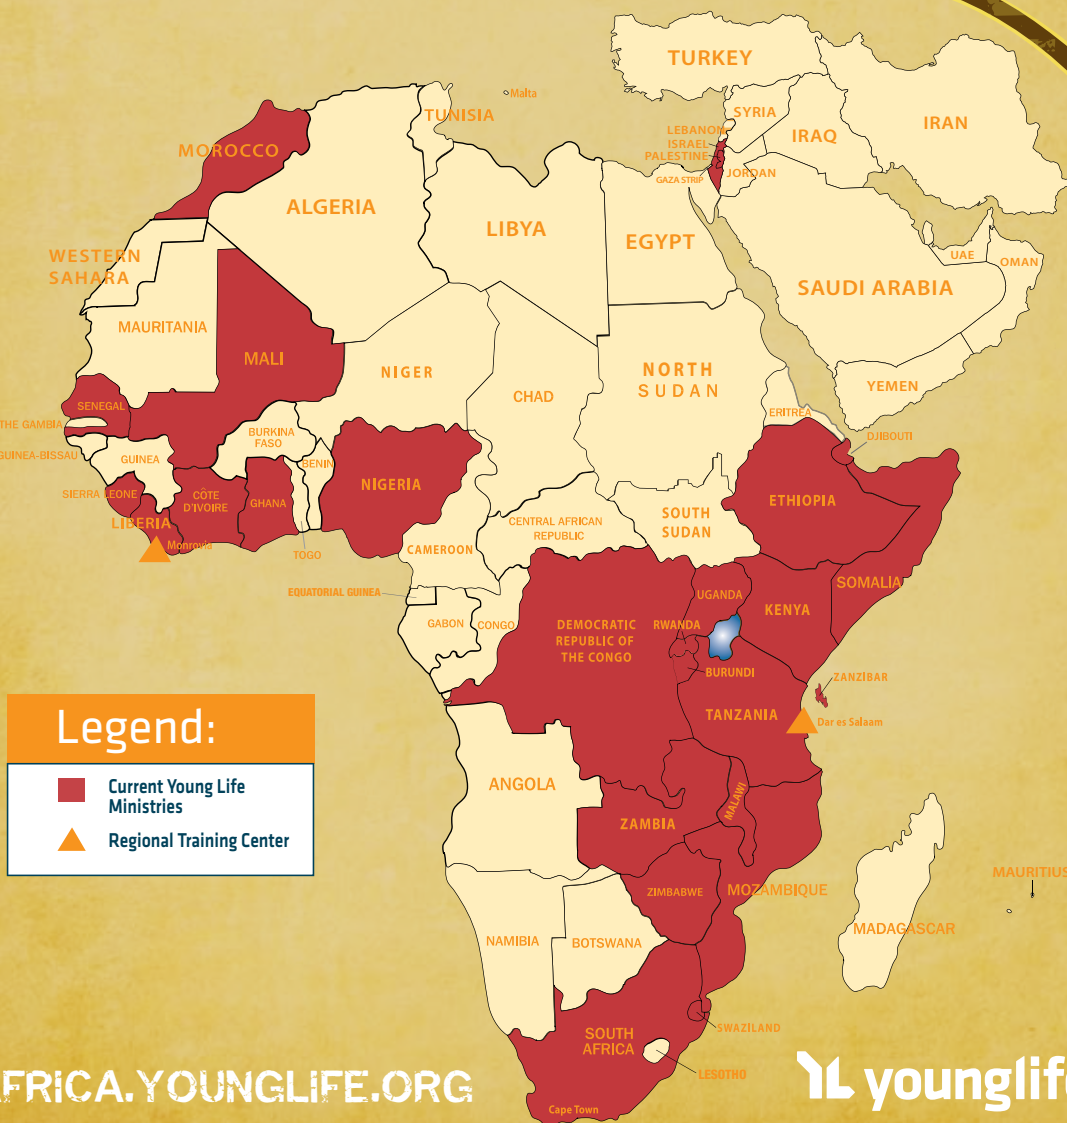 TURKEY
Malta
TUNISIA
SYRIA
LEBANON
ISRAEL
PALESTINE
IRAQ
IRAN
MOROCCO
GAZA STRIP
JORDAN
ALGERIA
LIBYA
EGYPT
WESTERN
SAHARA
UAE
OMAN
SAUDI ARABIA
MAURITANIA
MALI
NIGER
CHAD
NORTH
SUDAN
YEMEN
SENEGAL
ERITREA
THE GAMBIA
BURKINA
FASO
DJIBOUTI
GUINEA-BISSAU
GUINEA
BENIN
NIGERIA
SIERRA LEONE
CÔTE
D'IVOIRE
GHANA
ETHIOPIA
LIBERIA
CENTRAL AFRICAN
REPUBLIC
SOUTH
SUDAN
Monrovia
TOGO
CAMEROON
SOMALIA
EQUATORIAL GUINEA
UGANDA
KENYA
GABON
CONGO
DEMOCRATIC
REPUBLIC OF
THE CONGO
RWANDA
BURUNDI
ZANZIBAR
TANZANIA
Dar es Salaam
Legend:
Current Young Life
Ministries
Regional Training Center
ANGOLA
MALAWI
ZAMBIA
MAURITIUS
ZIMBABWE
MOZAMBIQUE
MADAGASCAR
NAMIBIA
BOTSWANA
SWAZILAND
SOUTH
AFRICA
LESOTHO
FRICA.YOUNGLIFE.ORG
YL younglife
Cape Town